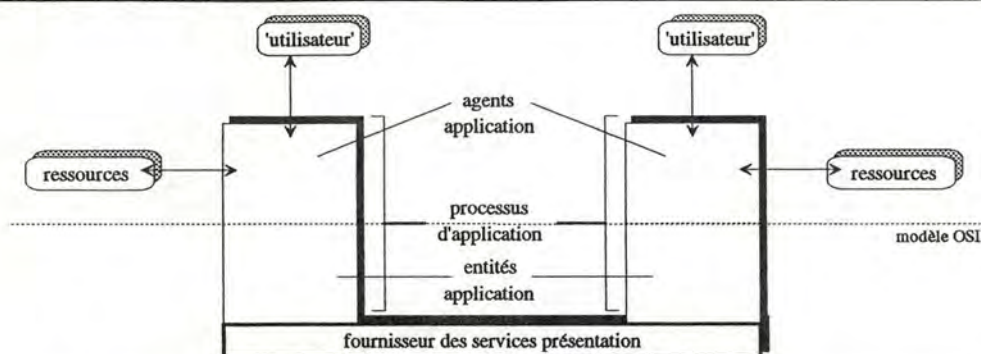 'utilisateur'
'utilisateur'
agents
application
ressources
ressources
processus
d'application
modèle OSI
entités
application
fournisseur des services présentation